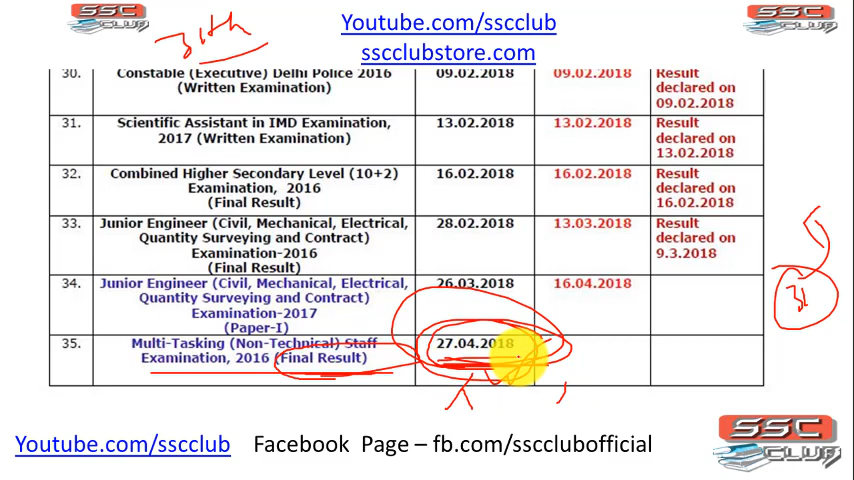 SSC
CLUB
31th
Youtube.com/sscclub
sscclubstore.com
SSC
CLUB
30. Constable (Executive) Delhi Police 2016 09.02.2018 09.02.2018 Result
(Written Examination) declared on
09.02.2018
31. Scientific Assistant in IMD Examination, 13.02.2018 13.02.2018 Result
2017 (Written Examination) declared on
13.02.2018
32. Combined Higher Secondary Level (10+2) 16.02.2018 16.02.2018 Result
Examination, 2016 declared on
(Final Result) 16.02.2018
33. Junior Engineer (Civil, Mechanical, Electrical, 28.02.2018 13.03.2018 Result
Quantity Surveying and Contract) declared on
Examination-2016 9.3.2018
(Final Result)
34. Junior Engineer (Civil, Mechanical, Electrical, 26.03.2018 16.04.2018
Quantity Surveying and Contract)
Examination-2017
(Paper-I)
31
35. Multi-Tasking (Non-Technical) Staff 27.04.2018
Examination, 2016 (Final Result)
Youtube.com/sscclub Facebook Page – fb.com/sscclubofficial
SSC
CLUB